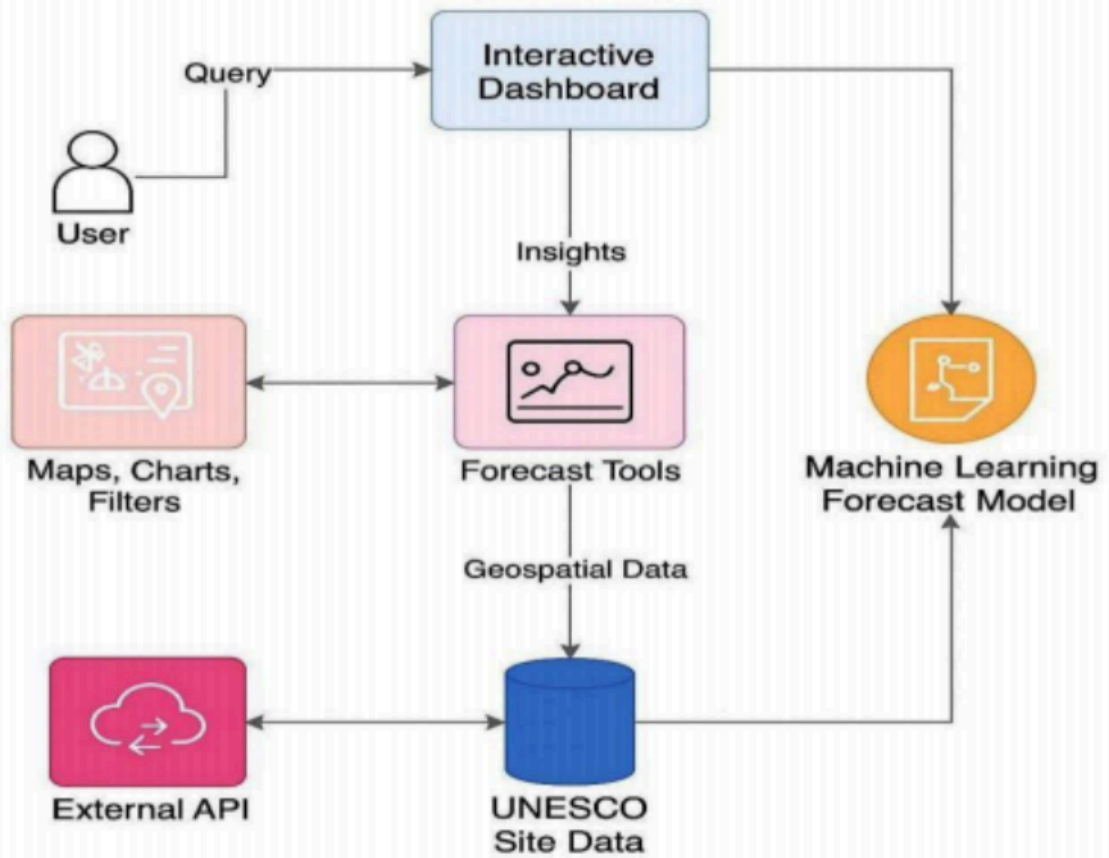 Interactive
Dashboard
Query
User
Insights
Maps, Charts,
Filters
Forecast Tools
Machine Learning
Forecast Model
Geospatial Data
External API
UNESCO
Site Data